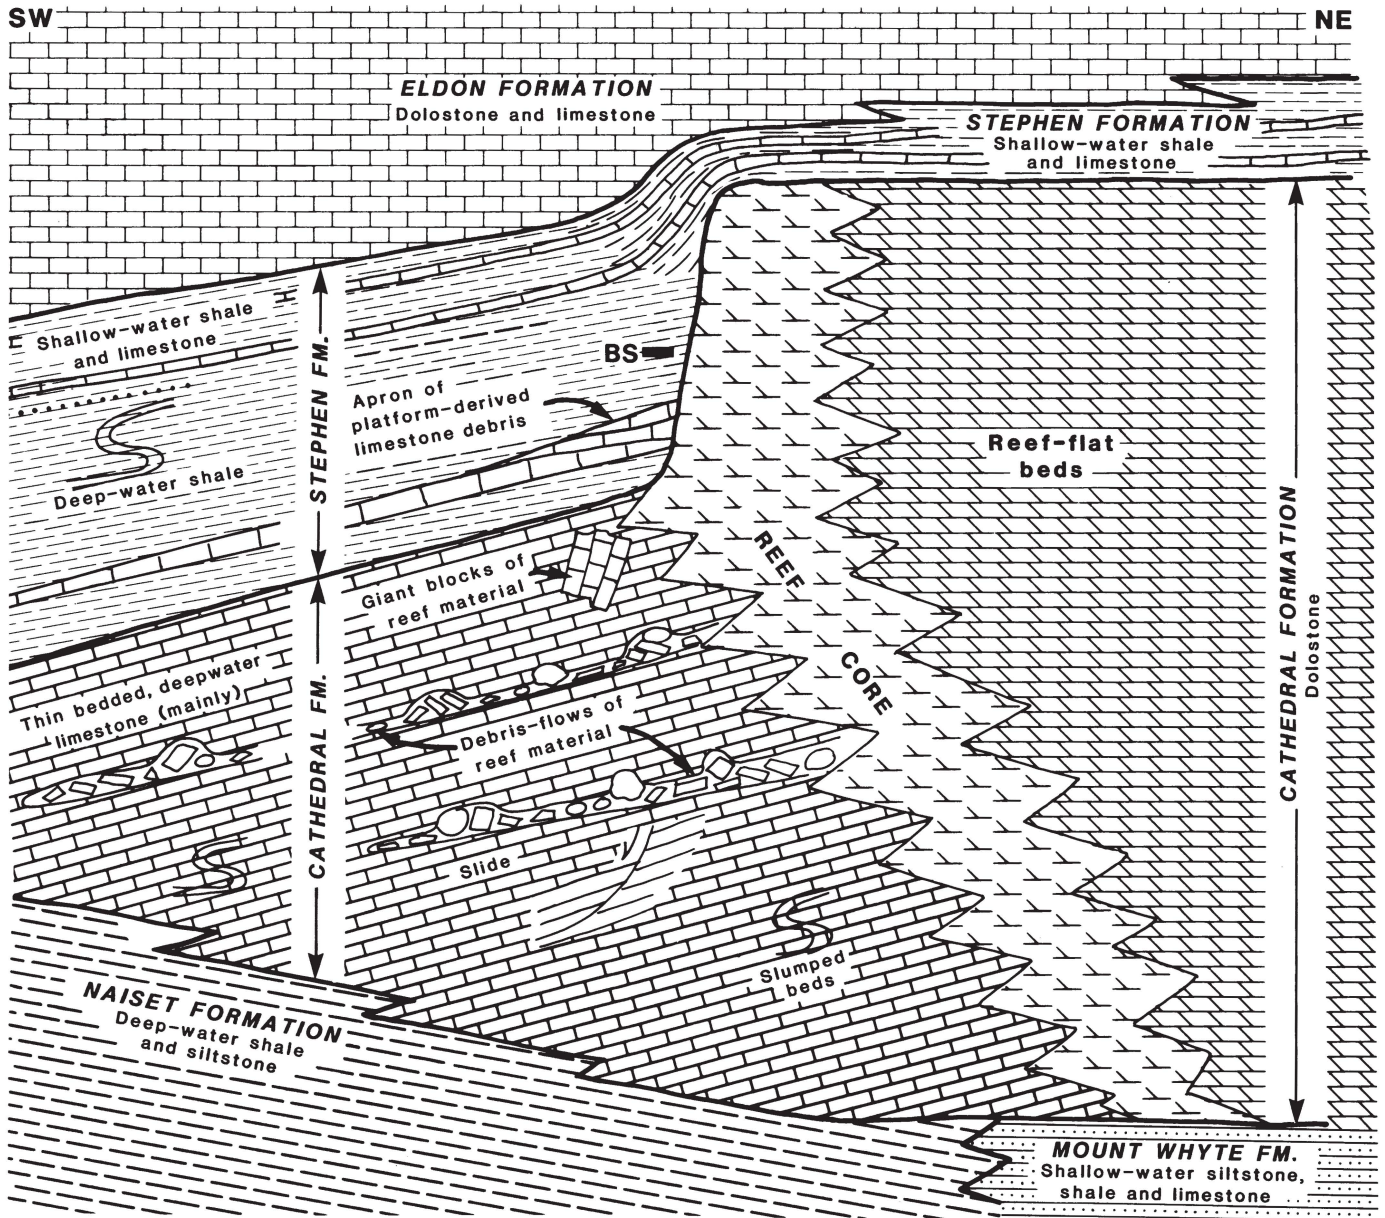 SW
NE
ELDON FORMATION
Dolostone and limestone
STEPHEN FORMATION
Shallow-water shale
and limestone
Shallow-water shale
and limestone
STEPHEN FM.
BS
Apron of
platform-derived
limestone debris
Deep-water shale
Reef-flat
beds
REEF
CORE
CATHEDRAL FORMATION
Dolostone
Giant blocks of
reef material
Thin bedded, deepwater
limestone (mainly)
CATHEDRAL FM.
Debris-flows of
reef material
Slide
Slumped
beds
NAISET FORMATION
Deep-water shale
and siltstone
MOUNT WHYTE FM.
Shallow-water siltstone,
shale and limestone